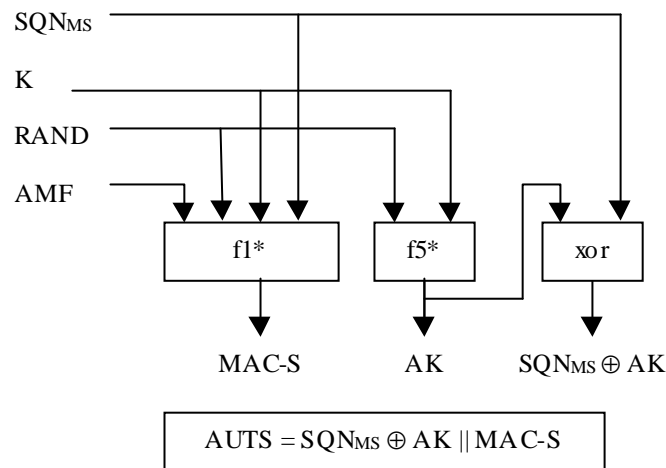 SQNMS
K
RAND
AMF
f1* f5* xor
MAC-S AK SQNMS ⊕ AK
AUTS = SQNMS ⊕ AK || MAC-S